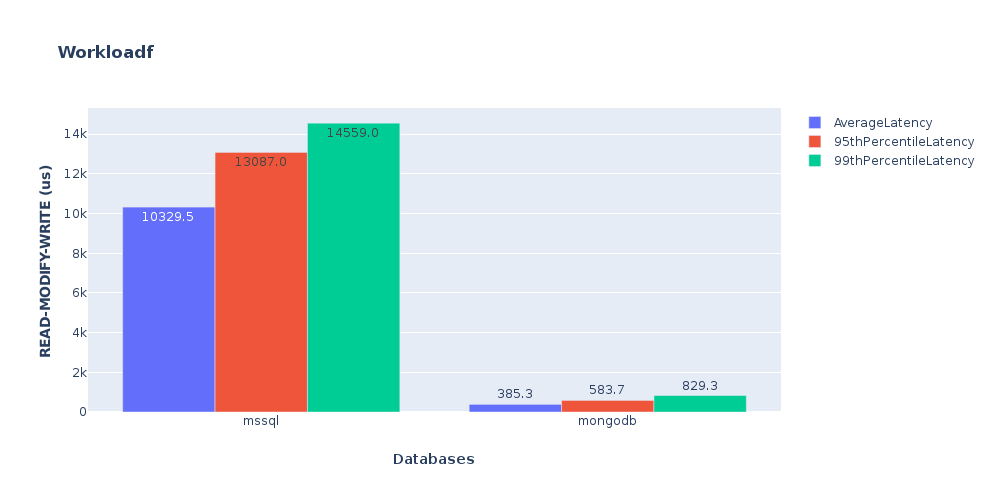 Workloadf
READ-MODIFY-WRITE (us)
14k
12k
10k
8k
6k
4k
2k
0
10329.5
13087.0
14559.0
385.3
583.7
829.3
mssql
mongodb
Databases
AverageLatency
95thPercentileLatency
99thPercentileLatency